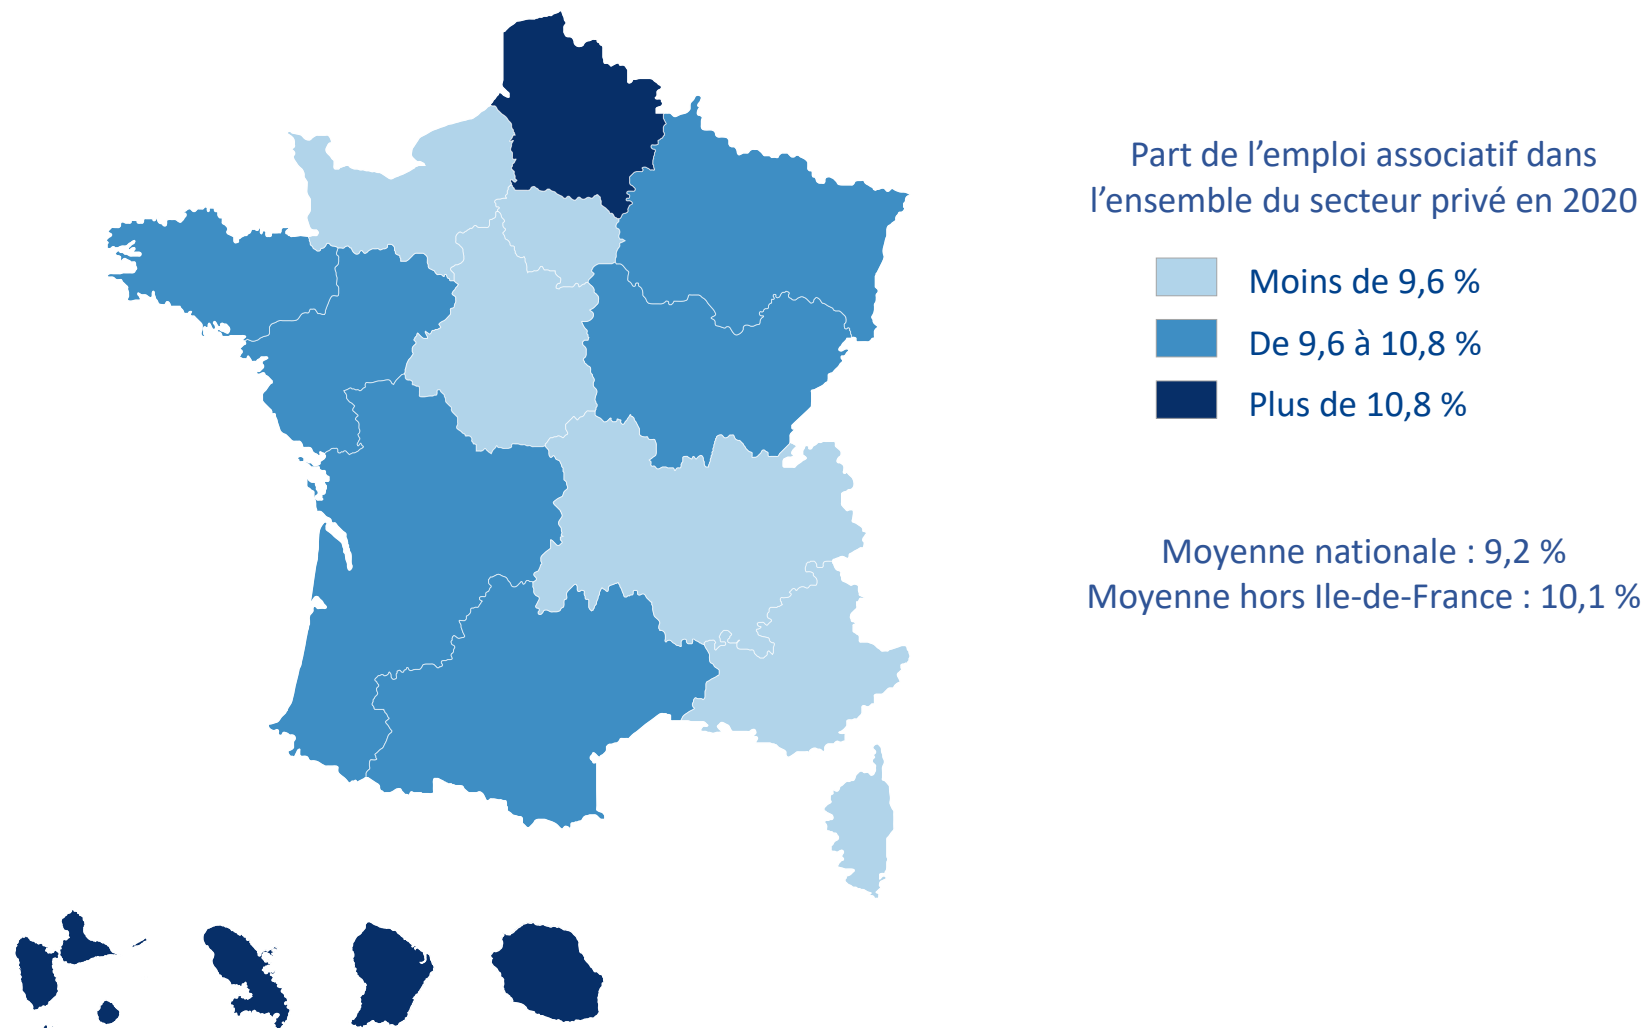 Part de l’emploi associatif dans
l’ensemble du secteur privé en 2020
Moins de 9,6 %
De 9,6 à 10,8 %
Plus de 10,8 %
Moyenne nationale : 9,2 %
Moyenne hors Ile-de-France : 10,1 %